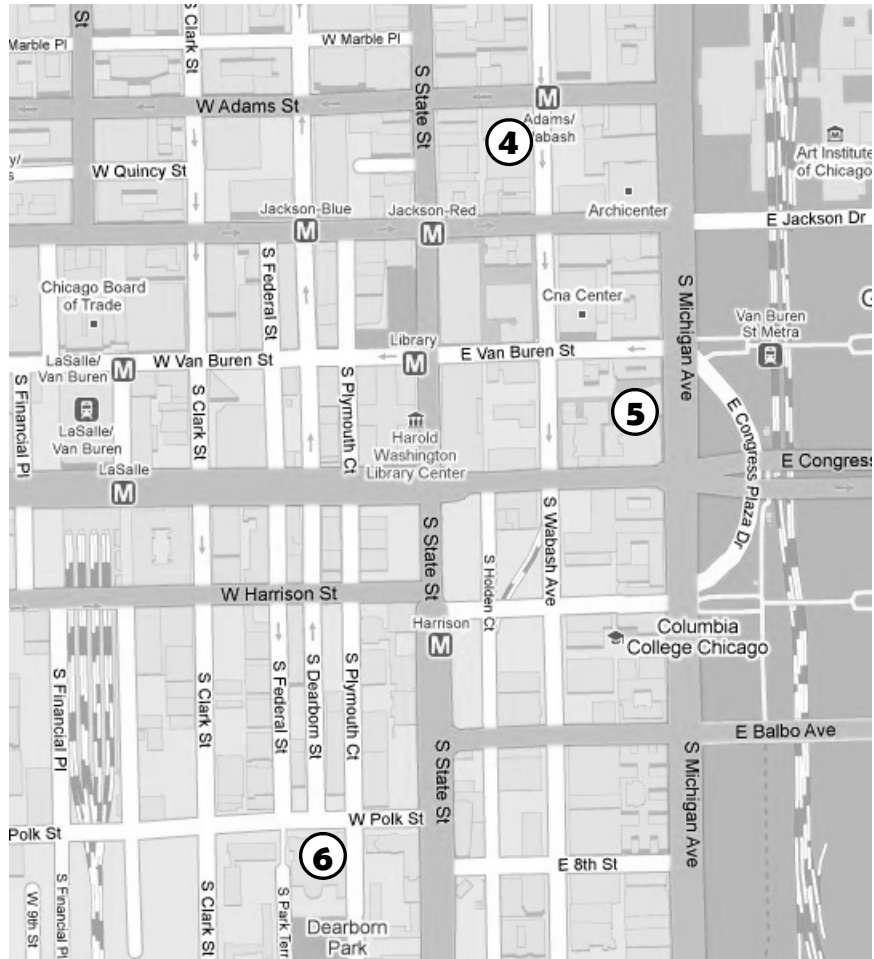 St
S Clark St
Marble Pl
W Marble Pl
S State St
W Adams St
M
Adams/
abash
4
Art Institute
of Chicago
y/
s
W Quincy St
Archicenter
Jackson-Blue
M
Jackson-Red
M
E Jackson Dr
S Federal St
S Michigan Ave
Chicago Board
of Trade
Cna Center
G
Van Buren
St Metra
Library
M
LaSalle/
Van Buren
M
W Van Buren St
E Van Buren St
S Financial Pl
S Clark St
S Plymouth Ct
LaSalle/
Van Buren
5
E Congress Plaza Dr
Harold
Washington
Library Center
LaSalle
M
E Congress
S State St
S Holden Ct
S Wabash Ave
W Harrison St
Harrison
M
Columbia
College Chicago
S Financial Pl
S Clark St
S Federal St
S Dearborn St
S Plymouth Ct
S State St
E Balbo Ave
S Michigan Ave
Polk St
W Polk St
6
E 8th St
W 9th St
S Financial Pl
S Clark St
S Park Terr
Dearborn
Park